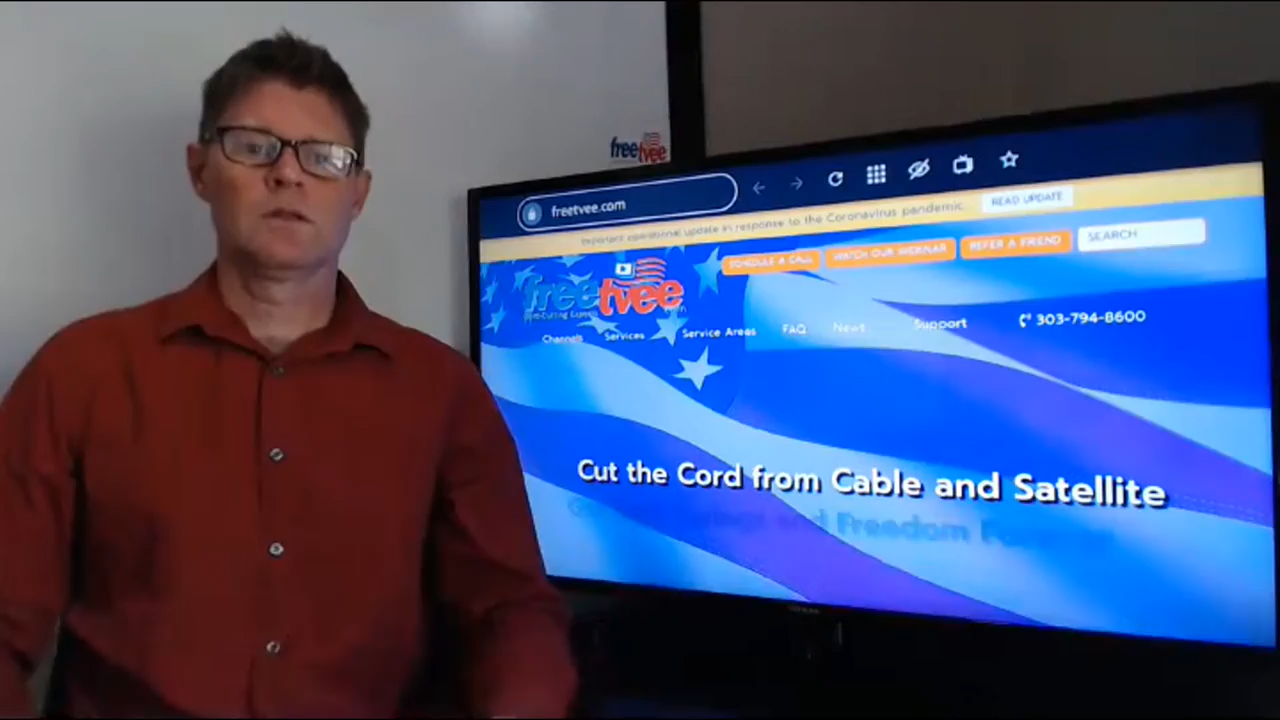 freetvee
freetvee.com
Important operational update in response to the Coronavirus pandemic.
READ UPDATE
SCHEDULE A CALL
WATCH OUR WEBINAR
REFER A FRIEND
SEARCH
freetvee
Channels
Services
Service Areas
FAQ
News
Support
303-794-8600
Cut the Cord from Cable and Satellite
and Freedom